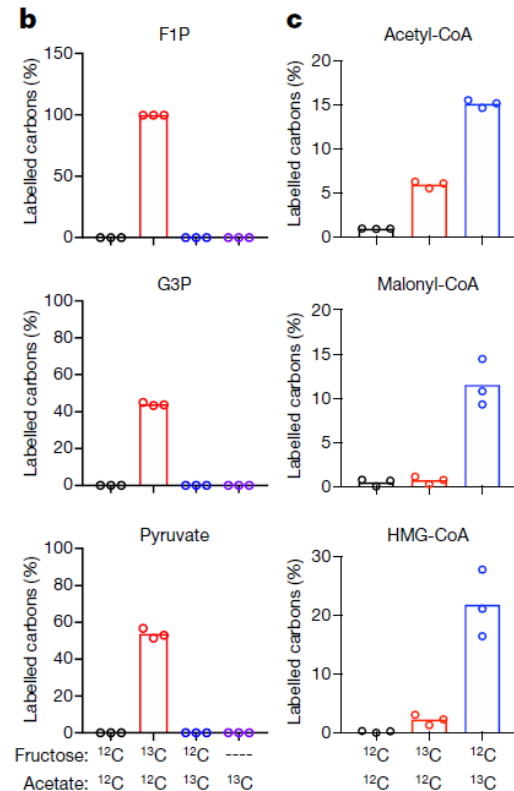 b
F1P
Labelled carbons (%)
150
100
50
0
G3P
Labelled carbons (%)
100
80
60
40
20
0
Pyruvate
Labelled carbons (%)
100
80
60
40
20
0
Fructose: ¹²C ¹³C ¹²C ----
Acetate: ¹²C ¹²C ¹³C ¹³C
c
Acetyl-CoA
Labelled carbons (%)
20
15
10
5
0
Malonyl-CoA
Labelled carbons (%)
15
10
5
0
HMG-CoA
Labelled carbons (%)
30
20
10
0
¹²C ¹³C ¹²C
¹²C ¹²C ¹³C